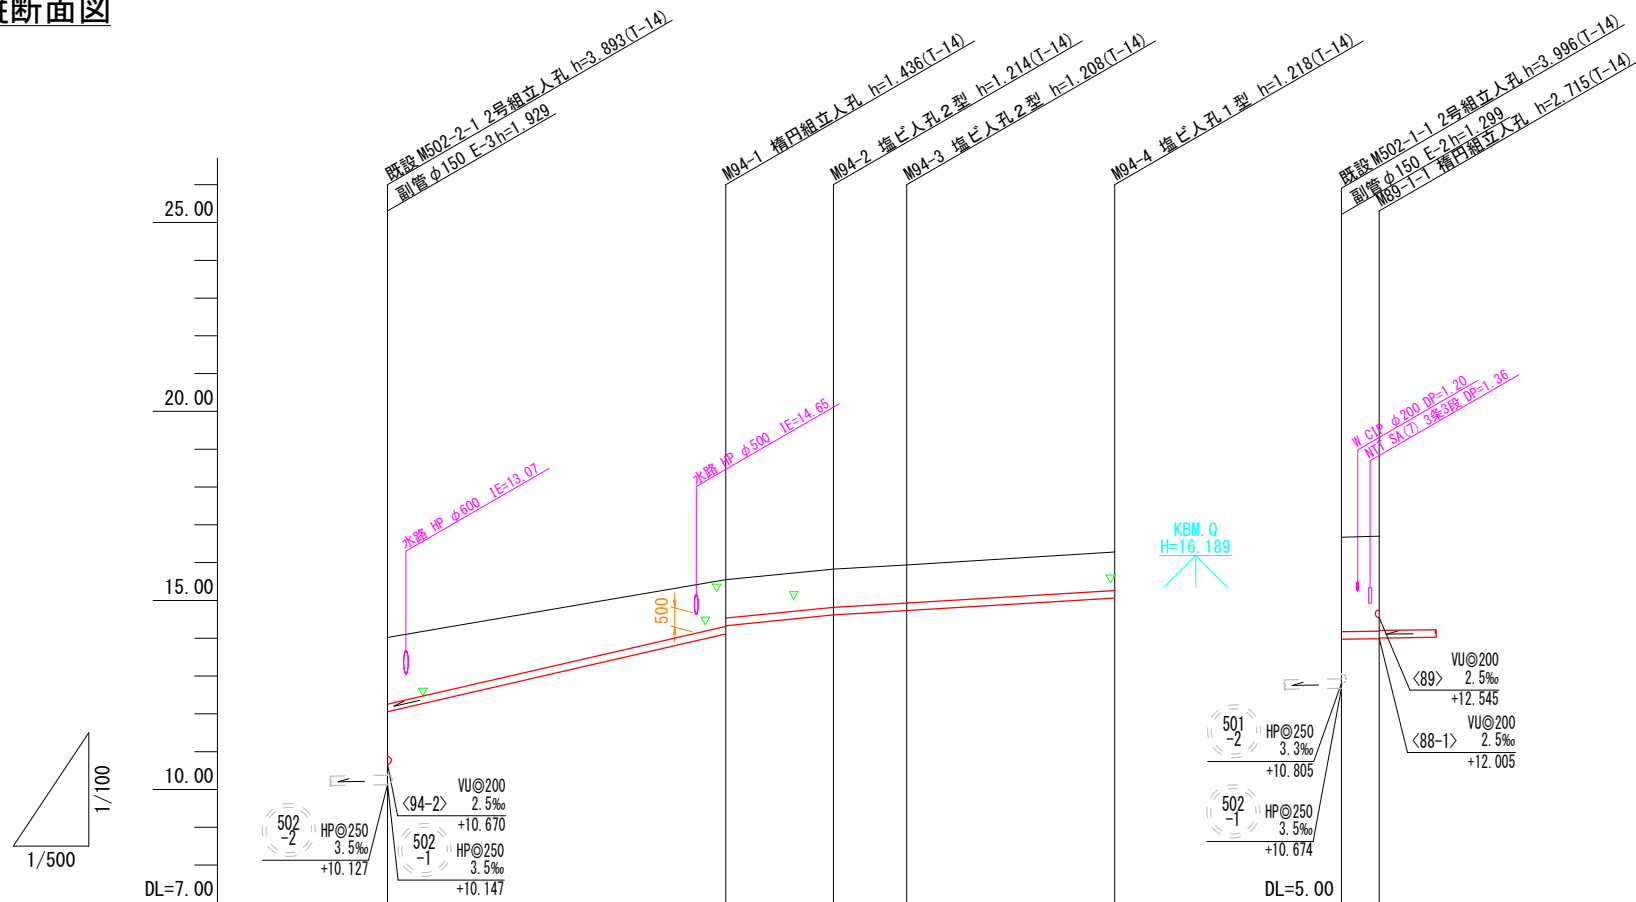 断面図
既設 M502-2-1 2号組立人孔 h=3.893(T-14)
副管φ150 E-3 h=1.929
M94-1 楕円組立人孔 h=1.436(T-14)
M94-2 塩ビ人孔2型 h=1.214(T-14)
M94-3 塩ビ人孔2型 h=1.208(T-14)
M94-4 塩ビ人孔1型 h=1.218(T-14)
既設 M502-1-1 2号組立人孔 h=3.996(T-14)
副管φ150 E-2 h=1.299
M89-1-1 楕円組立人孔 h=2.715(T-14)
25.00
20.00
15.00
10.00
DL=7.00
水路 HP φ600 IE=13.07
水路 HP φ500 IE=14.65
W CIP φ200 DP=1.20
NTT SA(7) 3条3段 DP=1.36
KBM.Q
H=16.189
500
1/100
1/500
502
-2
HP◎250
3.5‰
+10.127
<94-2>
VU◎200
2.5‰
+10.670
502
-1
HP◎250
3.5‰
+10.147
501
-2
HP◎250
3.3‰
+10.805
502
-1
HP◎250
3.5‰
+10.674
<89>
VU◎200
2.5‰
+12.545
<88-1>
VU◎200
2.5‰
+12.005
DL=5.00